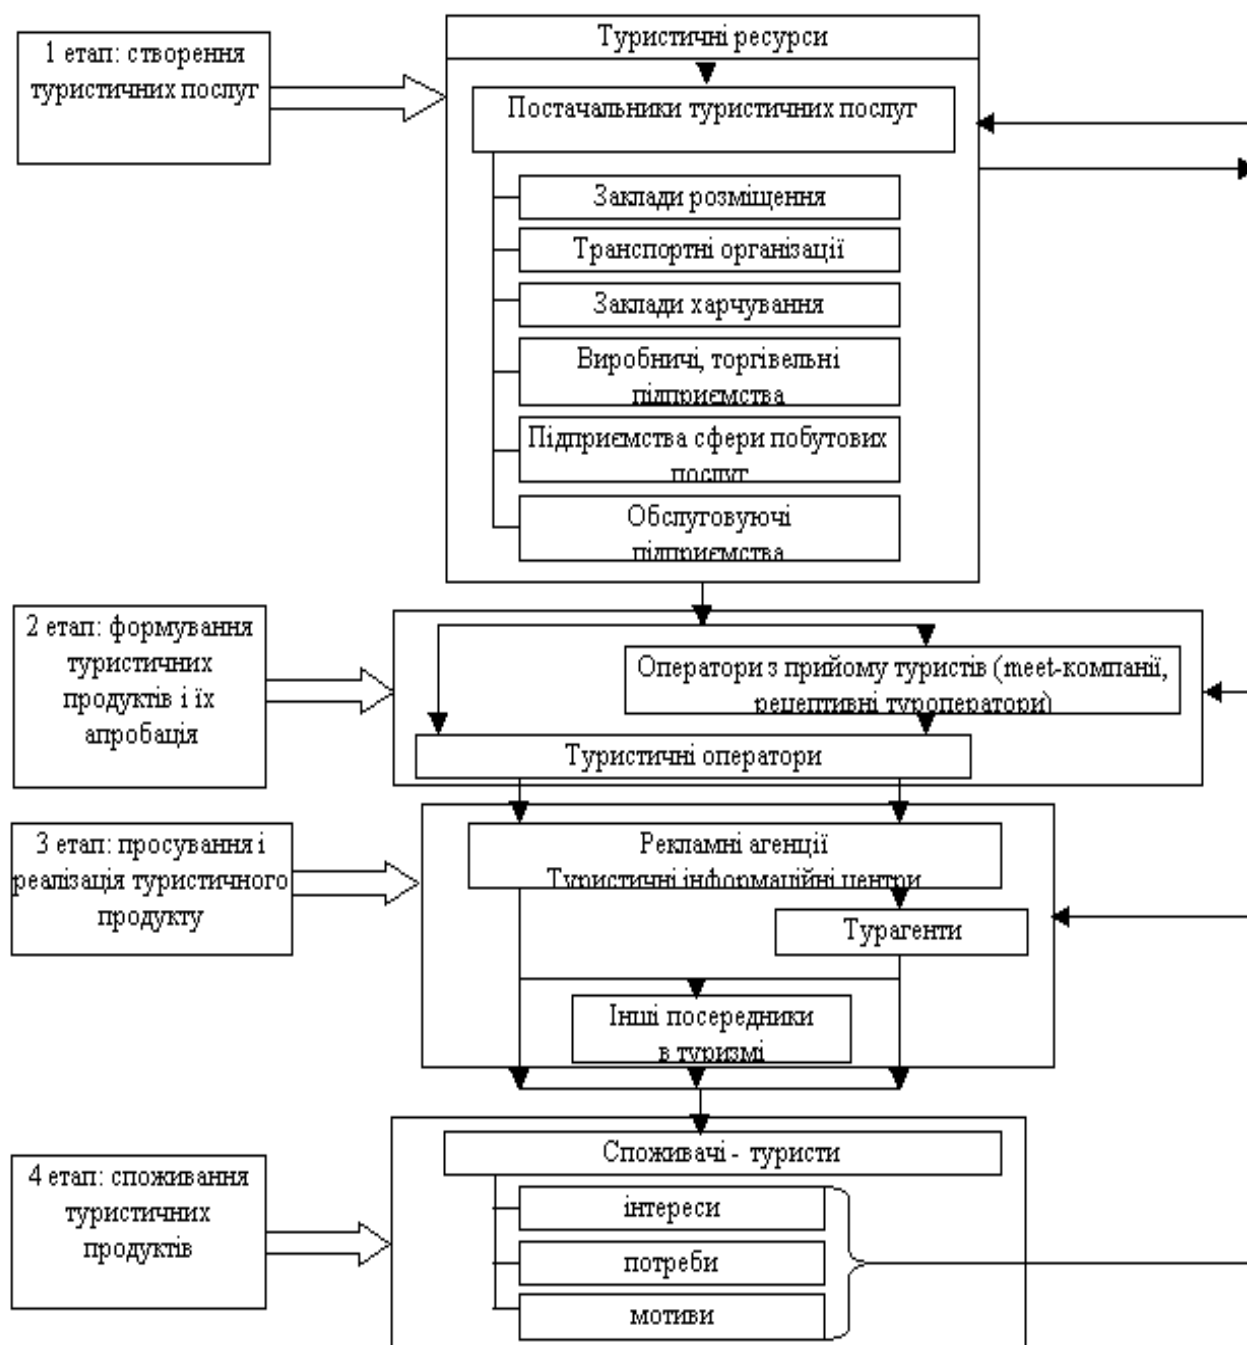 Туристичні ресурси
1 етап: створення
туристичних послуг
Постачальники туристичних послуг
Заклади розміщення
Транспортні організації
Заклади харчування
Виробничі, торгівельні
підприємства
Підприємства сфери побутових
послуг
Обслуговуючі
підприємства
2 етап: формування
туристичних
продуктів і їх
апробація
Оператори з прийому туристів (meet-компанії,
рецептивні туроператори)
Туристичні оператори
3 етап: просування і
реалізація туристичного
продукту
Рекламні агенції
Туристичні інформаційні центри
Турагенти
Інші посередники
в туризмі
4 етап: споживання
туристичних
продуктів
Споживачі - туристи
інтереси
потреби
мотиви